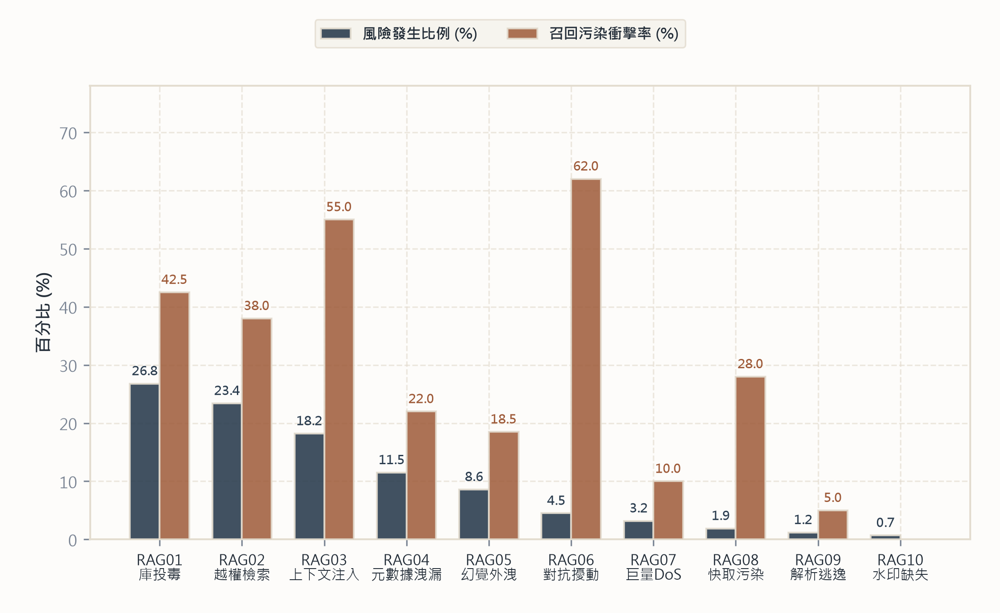 風險發生比例 (%)
召回污染衝擊率 (%)
百分比 (%)
70
60
50
40
30
20
10
0
26.8
42.5
23.4
38.0
18.2
55.0
11.5
22.0
8.6
18.5
4.5
62.0
3.2
10.0
1.9
28.0
1.2
5.0
0.7
RAG01
庫投毒
RAG02
越權檢索
RAG03
上下文注入
RAG04
元數據洩漏
RAG05
幻覺外洩
RAG06
對抗擾動
RAG07
巨量DoS
RAG08
快取污染
RAG09
解析逃逸
RAG10
水印缺失